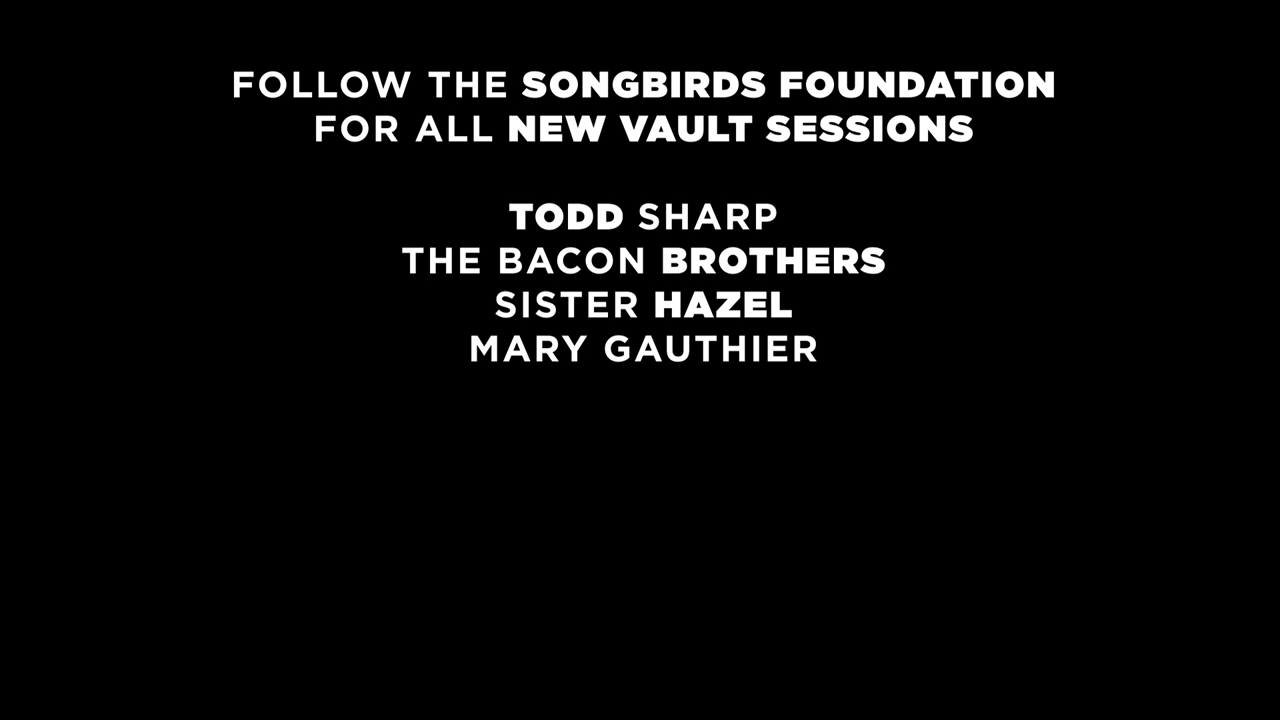 FOLLOW THE SONGBIRDS FOUNDATION
FOR ALL NEW VAULT SESSIONS
TODD SHARP
THE BACON BROTHERS
SISTER HAZEL
MARY GAUTHIER